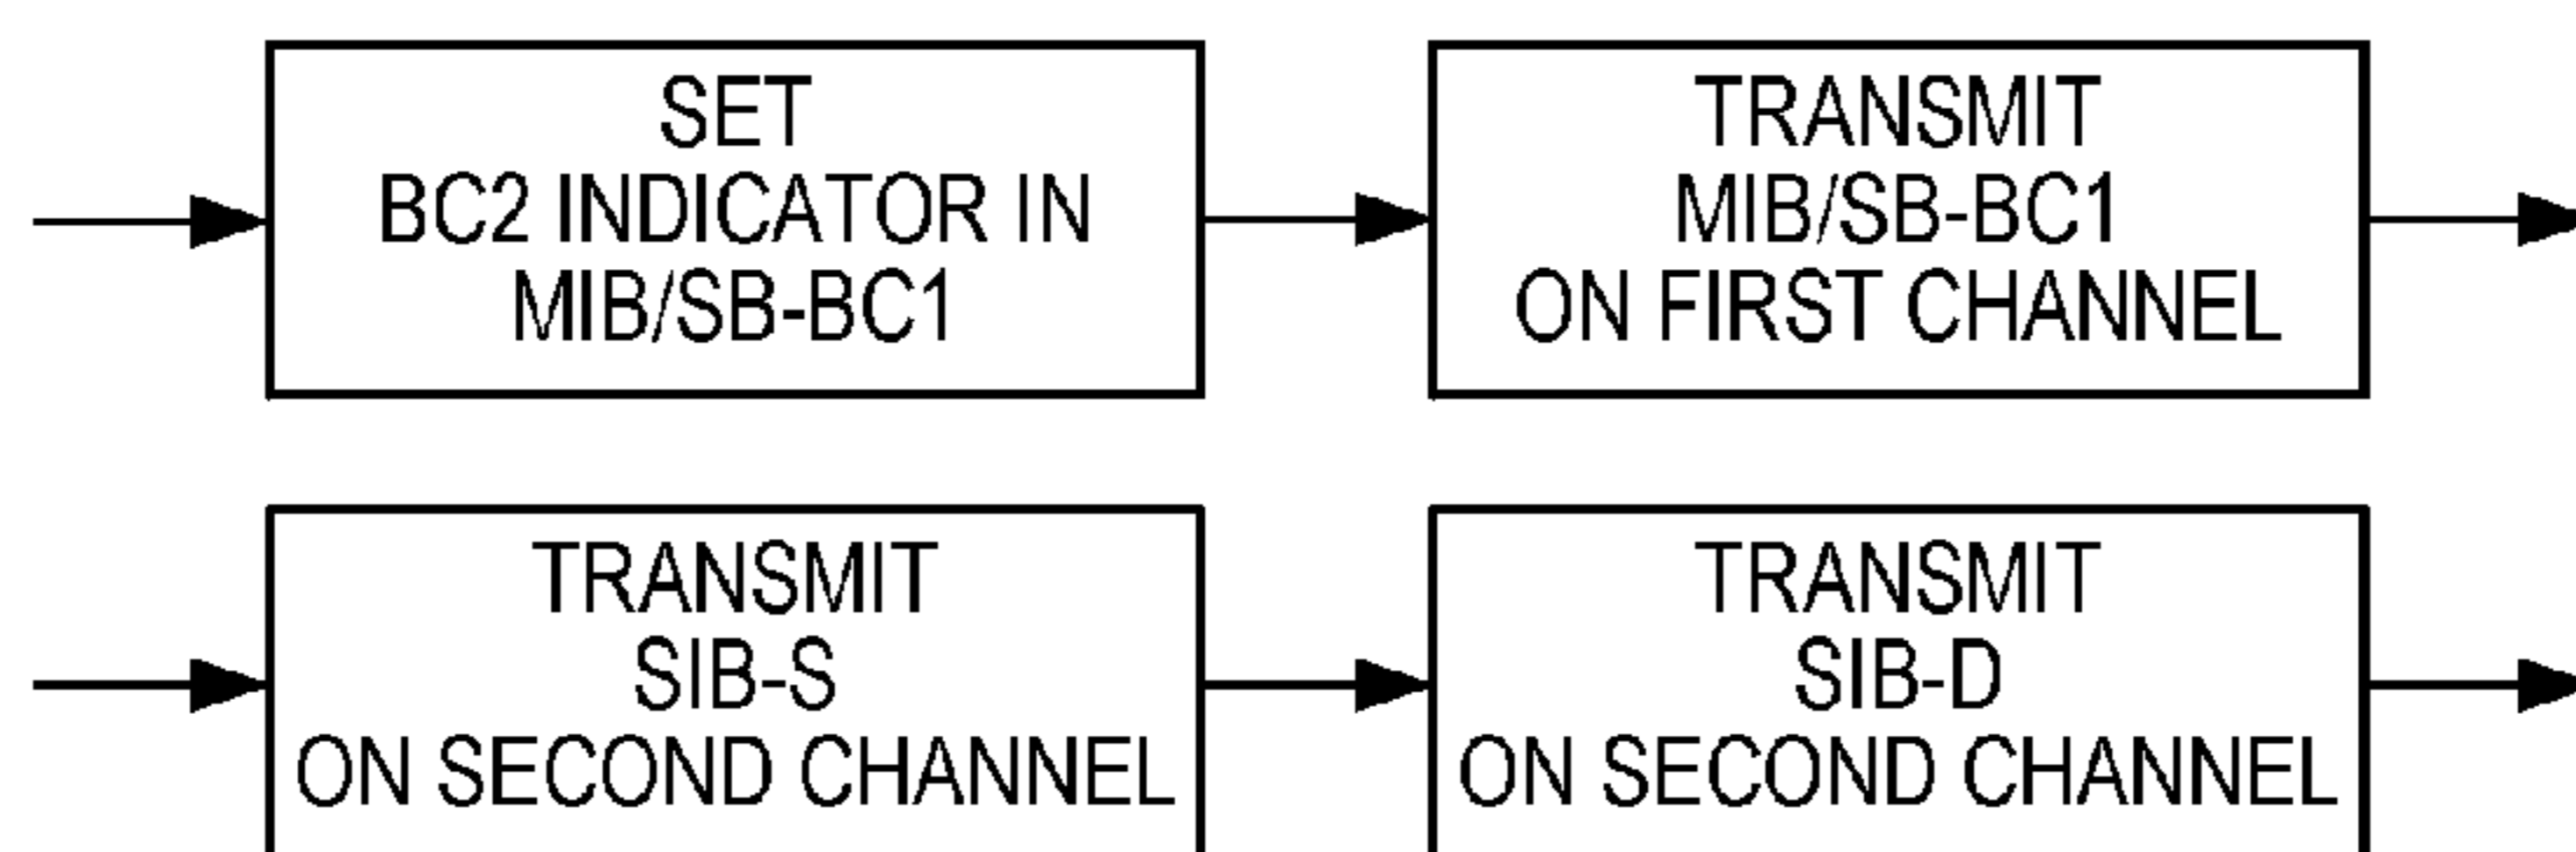 SET
BC2 INDICATOR IN
MIB/SB-BC1
TRANSMIT
MIB/SB-BC1
ON FIRST CHANNEL
TRANSMIT
SIB-S
ON SECOND CHANNEL
TRANSMIT
SIB-D
ON SECOND CHANNEL